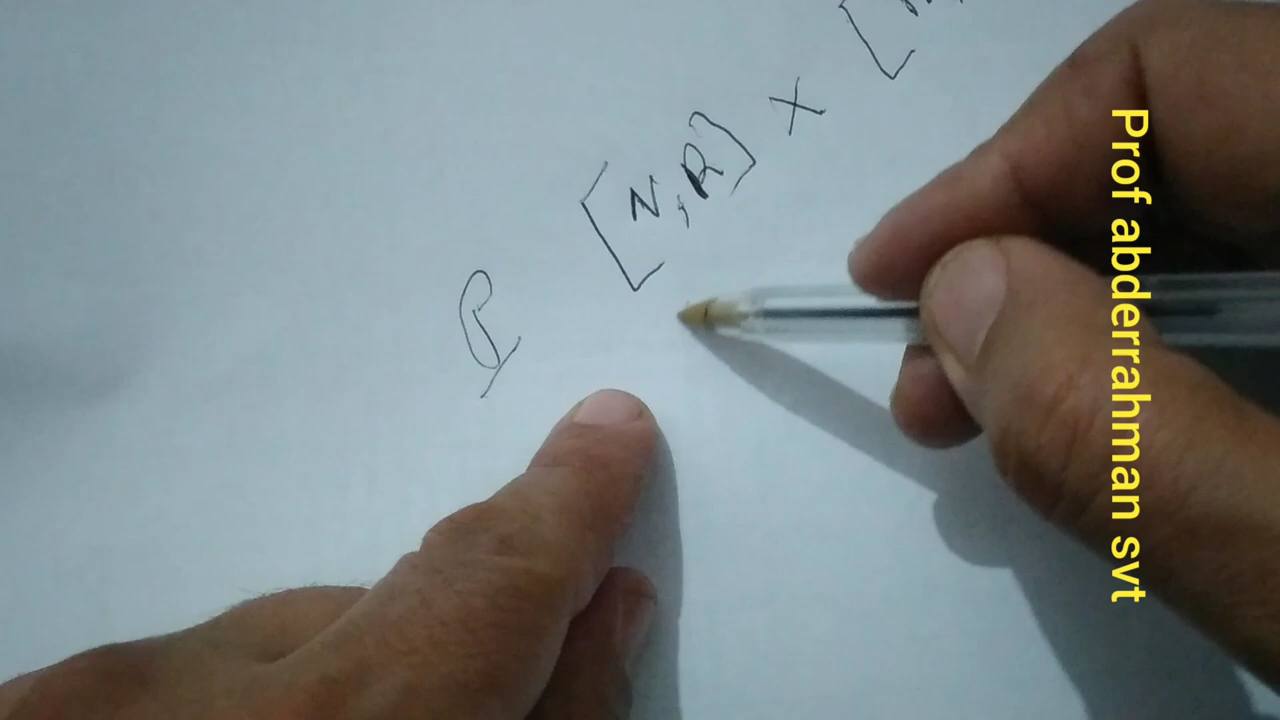 P [N,R] × [
Prof abderrahman svt